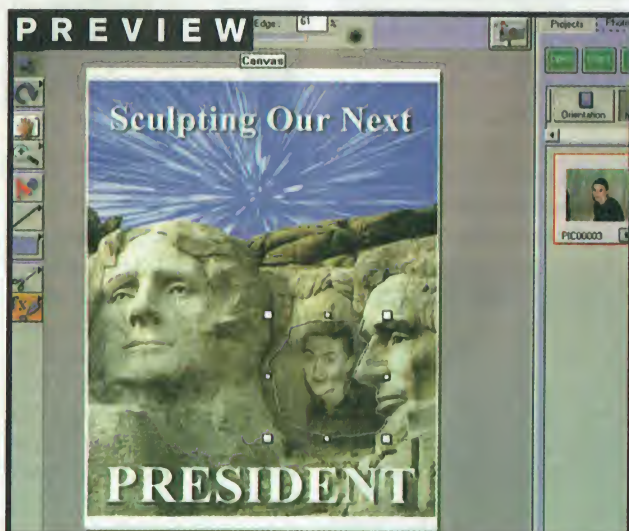 PREVIEW
Edge: 61 %
Projects
Canvas
Sculpting Our Next
Orientation
PIC00003
PRESIDENT